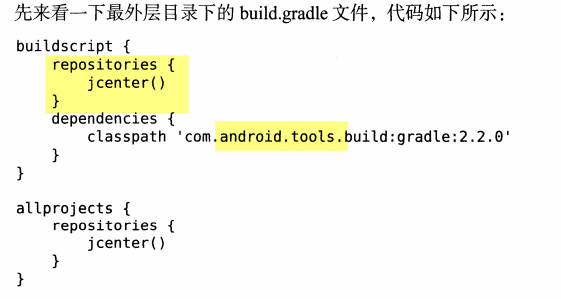 先来看一下最外层目录下的 build.gradle 文件，代码如下所示：
buildscript {
    repositories {
        jcenter()
    }
    dependencies {
        classpath 'com.android.tools.build:gradle:2.2.0'
    }
}

allprojects {
    repositories {
        jcenter()
    }
}